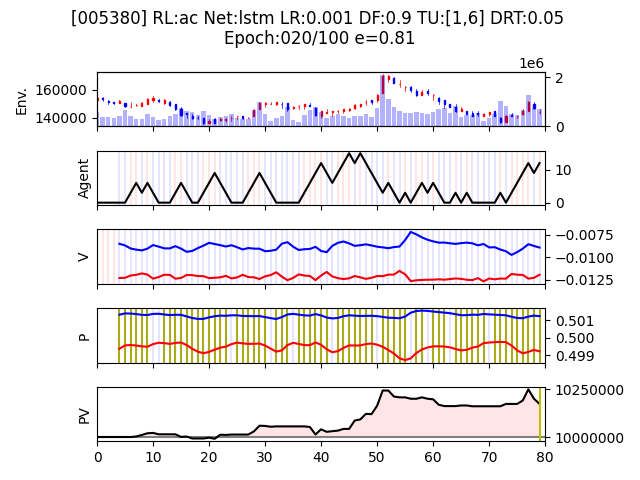 [005380] RL:ac Net:lstm LR:0.001 DF:0.9 TU:[1,6] DRT:0.05
Epoch:020/100 e=0.81
1e6
Env.
160000
140000
2
0
Agent
10
0
V
−0.0075
−0.0100
−0.0125
P
0.501
0.500
0.499
PV
10250000
10000000
0 10 20 30 40 50 60 70 80